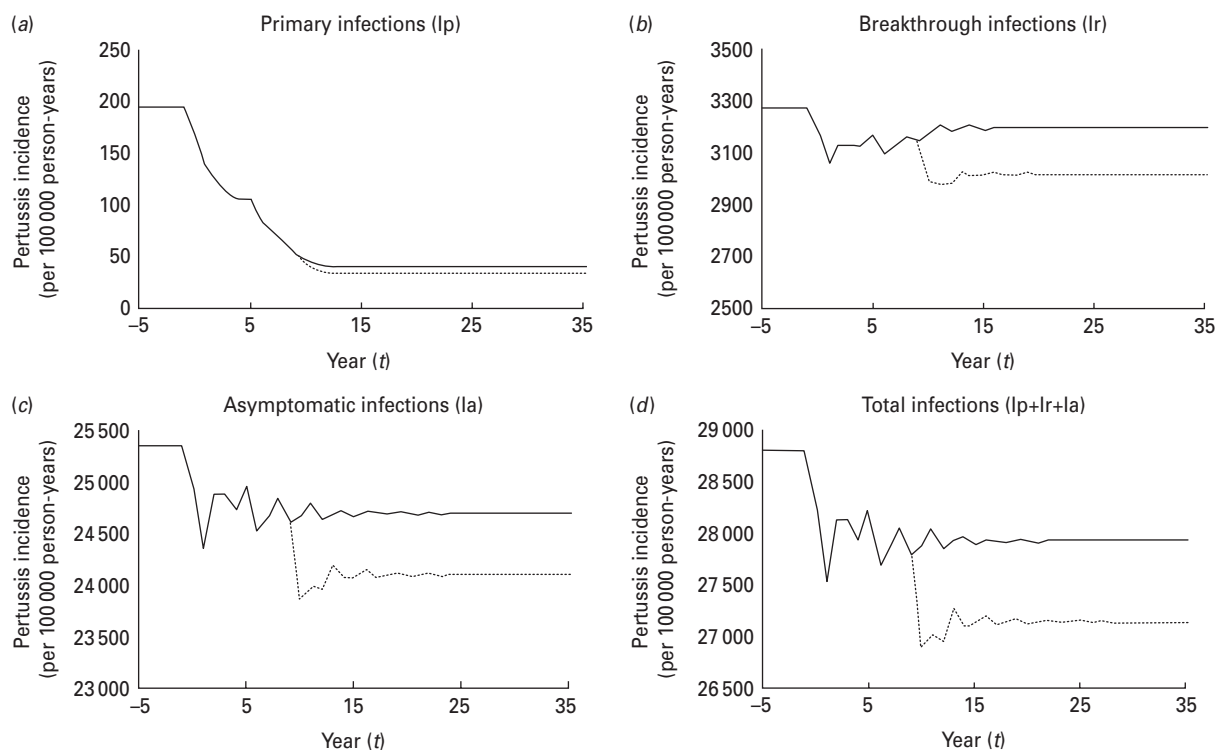 (a) Primary infections (Ip)
Pertussis incidence
(per 100 000 person-years)
250
200
150
100
50
0
–5 5 15 25 35
Year (t)
(b) Breakthrough infections (Ir)
Pertussis incidence
(per 100 000 person-years)
3500
3300
3100
2900
2700
2500
–5 5 15 25 35
Year (t)
(c) Asymptomatic infections (Ia)
Pertussis incidence
(per 100 000 person-years)
25 500
25 000
24 500
24 000
23 500
23 000
–5 5 15 25 35
Year (t)
(d) Total infections (Ip+Ir+Ia)
Pertussis incidence
(per 100 000 person-years)
29 000
28 500
28 000
27 500
27 000
26 500
–5 5 15 25 35
Year (t)